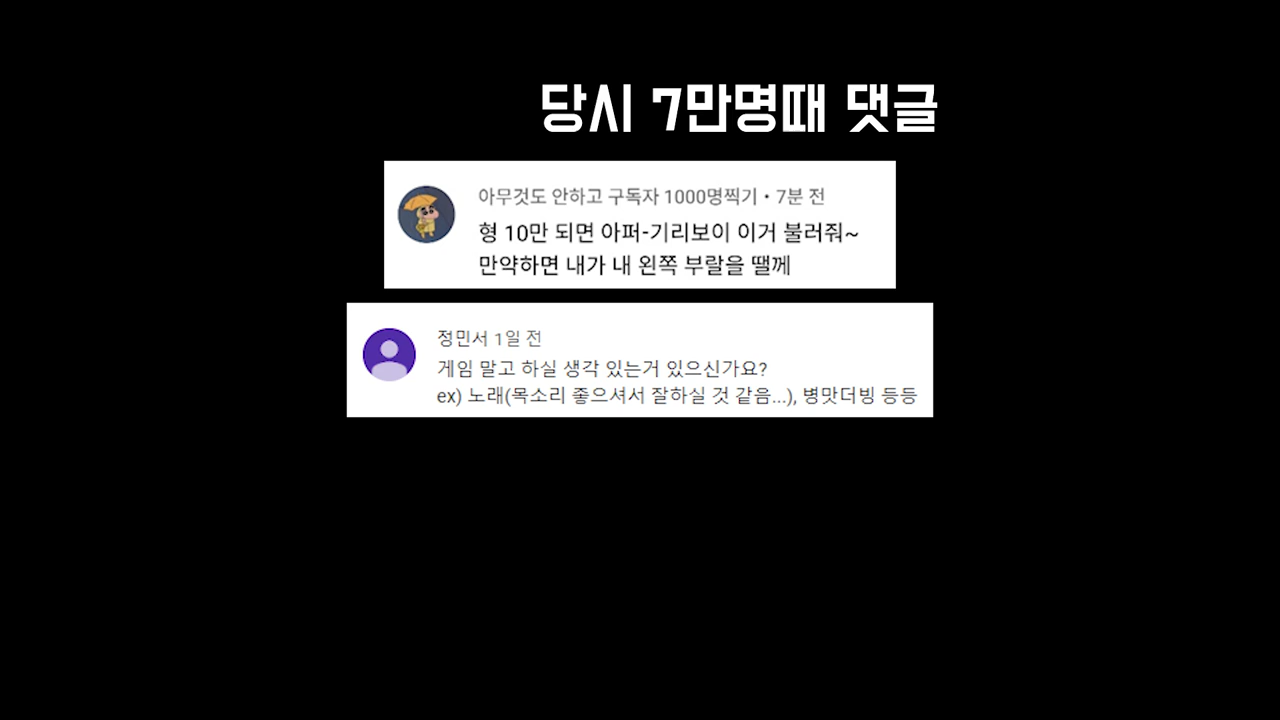 당시 7만명때 댓글
아무것도 안하고 구독자 1000명찍기 • 7분 전
형 10만 되면 아퍼-기리보이 이거 불러줘~
만약하면 내가 내 왼쪽 부랄을 땔께
정민서 1일 전
게임 말고 하실 생각 있는거 있으신가요?
ex) 노래(목소리 좋으셔서 잘하실 것 같음...), 병맛더빙 등등